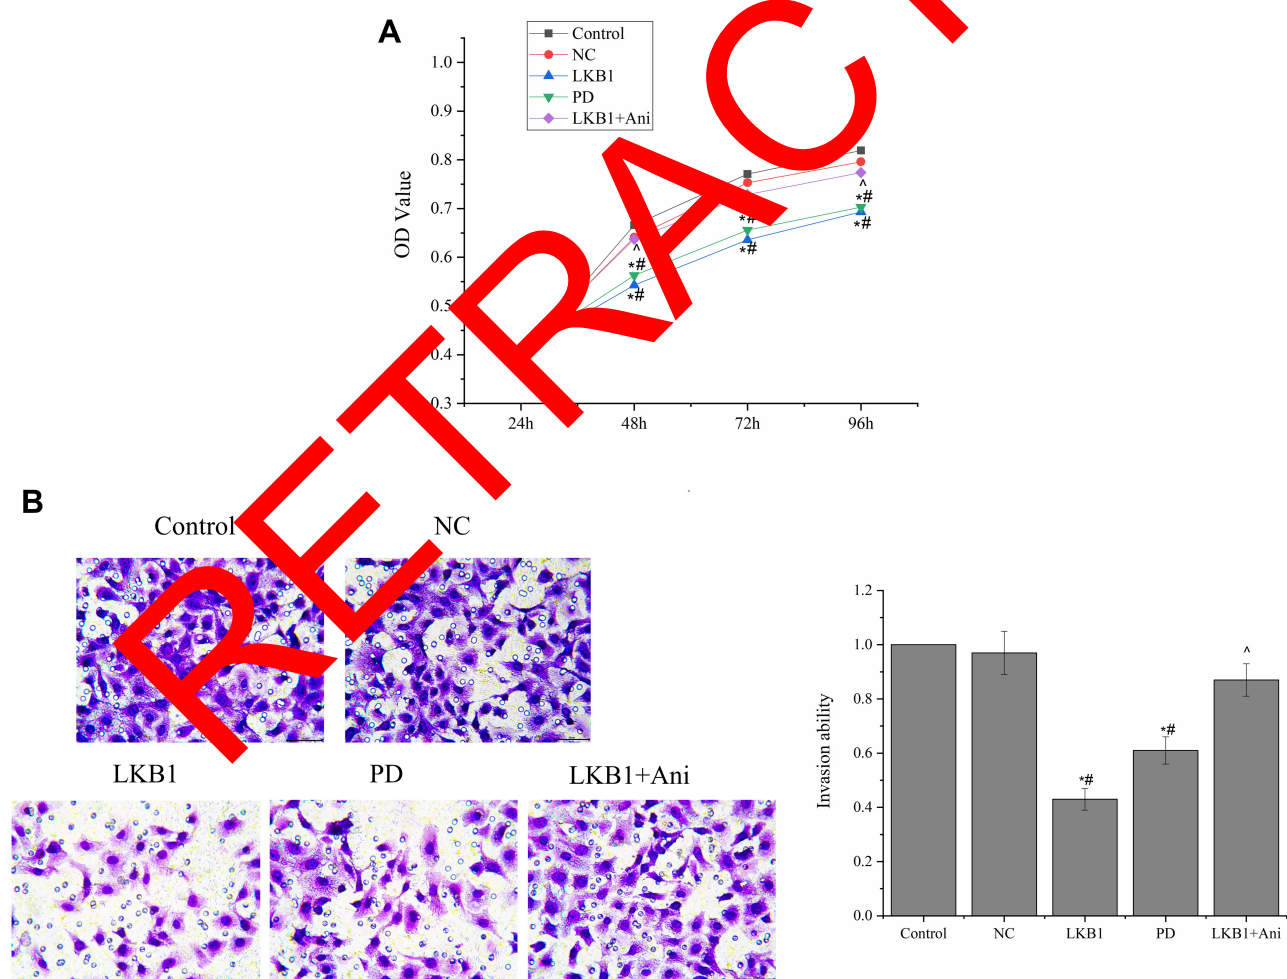 A
Control
NC
LKB1
PD
LKB1+Ani
1.0
0.9
0.8
0.7
0.6
0.5
0.4
0.3
OD Value
^
*#
*#
*#
*#
^
*#
*#
24h
48h
72h
96h
RETRACT
B
Control
NC
LKB1
PD
LKB1+Ani
1.2
1.0
0.8
0.6
0.4
0.2
0.0
Invasion ability
*#
*#
^
Control
NC
LKB1
PD
LKB1+Ani